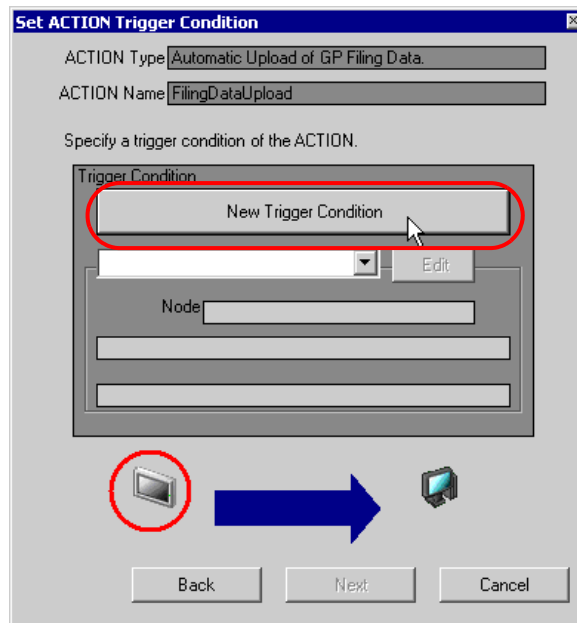 Set ACTION Trigger Condition
ACTION Type Automatic Upload of GP Filing Data.
ACTION Name FilingDataUpload
Specify a trigger condition of the ACTION.
Trigger Condition
New Trigger Condition
Edit
Node
Back Next Cancel